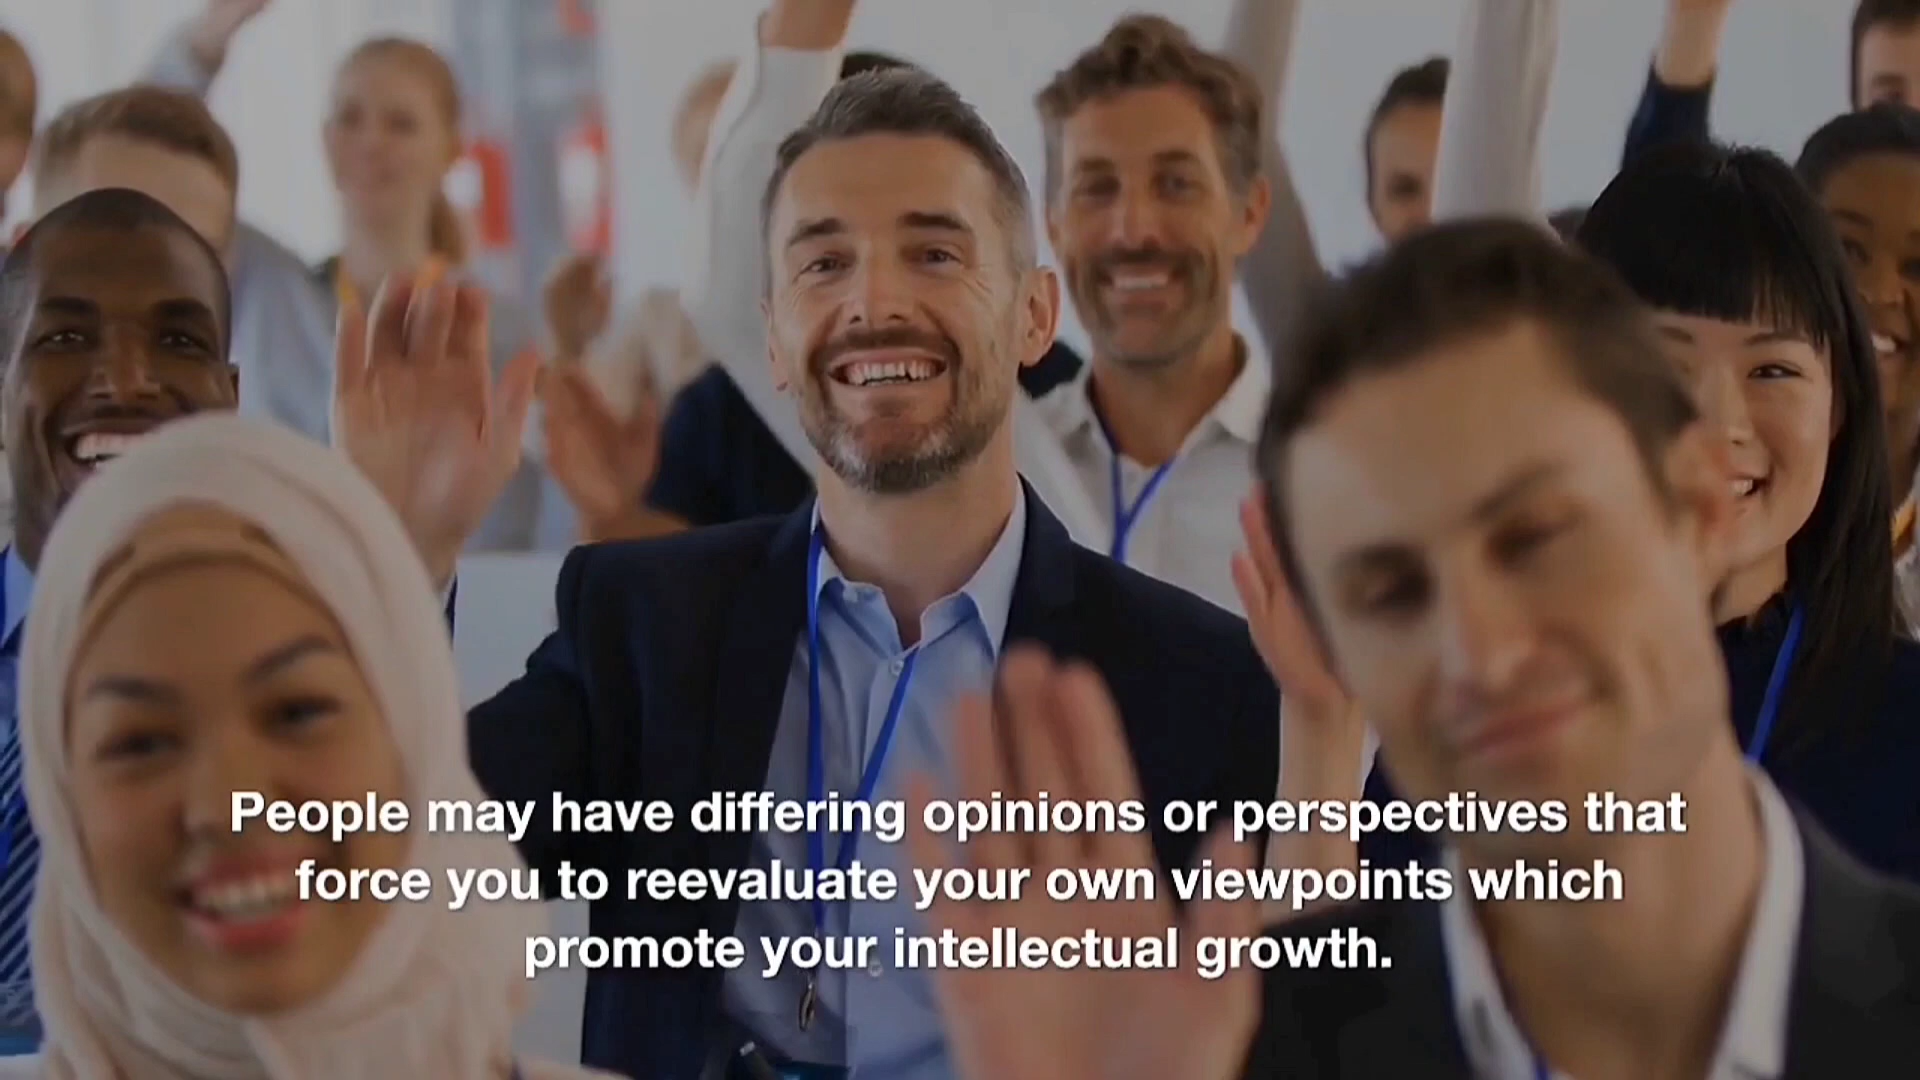 People may have differing opinions or perspectives that
force you to reevaluate your own viewpoints which
promote your intellectual growth.